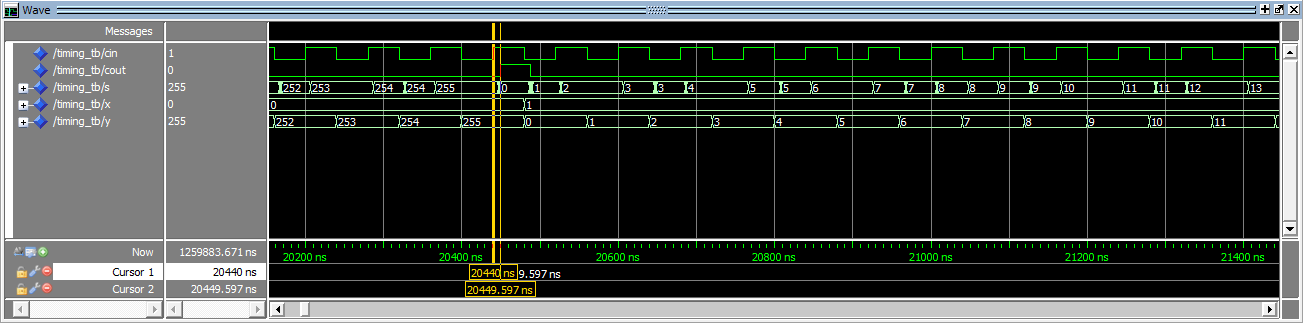 Wave
Messages
/timing_tb/cin 1
/timing_tb/cout 0
/timing_tb/s 255 252 253 254 254 255 0 1 2 3 3 4 5 5 6 7 7 8 8 9 9 10 11 11 12 13
/timing_tb/x 0 0 1
/timing_tb/y 255 252 253 254 255 0 1 2 3 4 5 6 7 8 9 10 11
Now 1259883.671 ns 20200 ns 20400 ns 20600 ns 20800 ns 21000 ns 21200 ns 21400 ns
Cursor 1 20440 ns 20440 ns 9.597 ns
Cursor 2 20449.597 ns 20449.597 ns